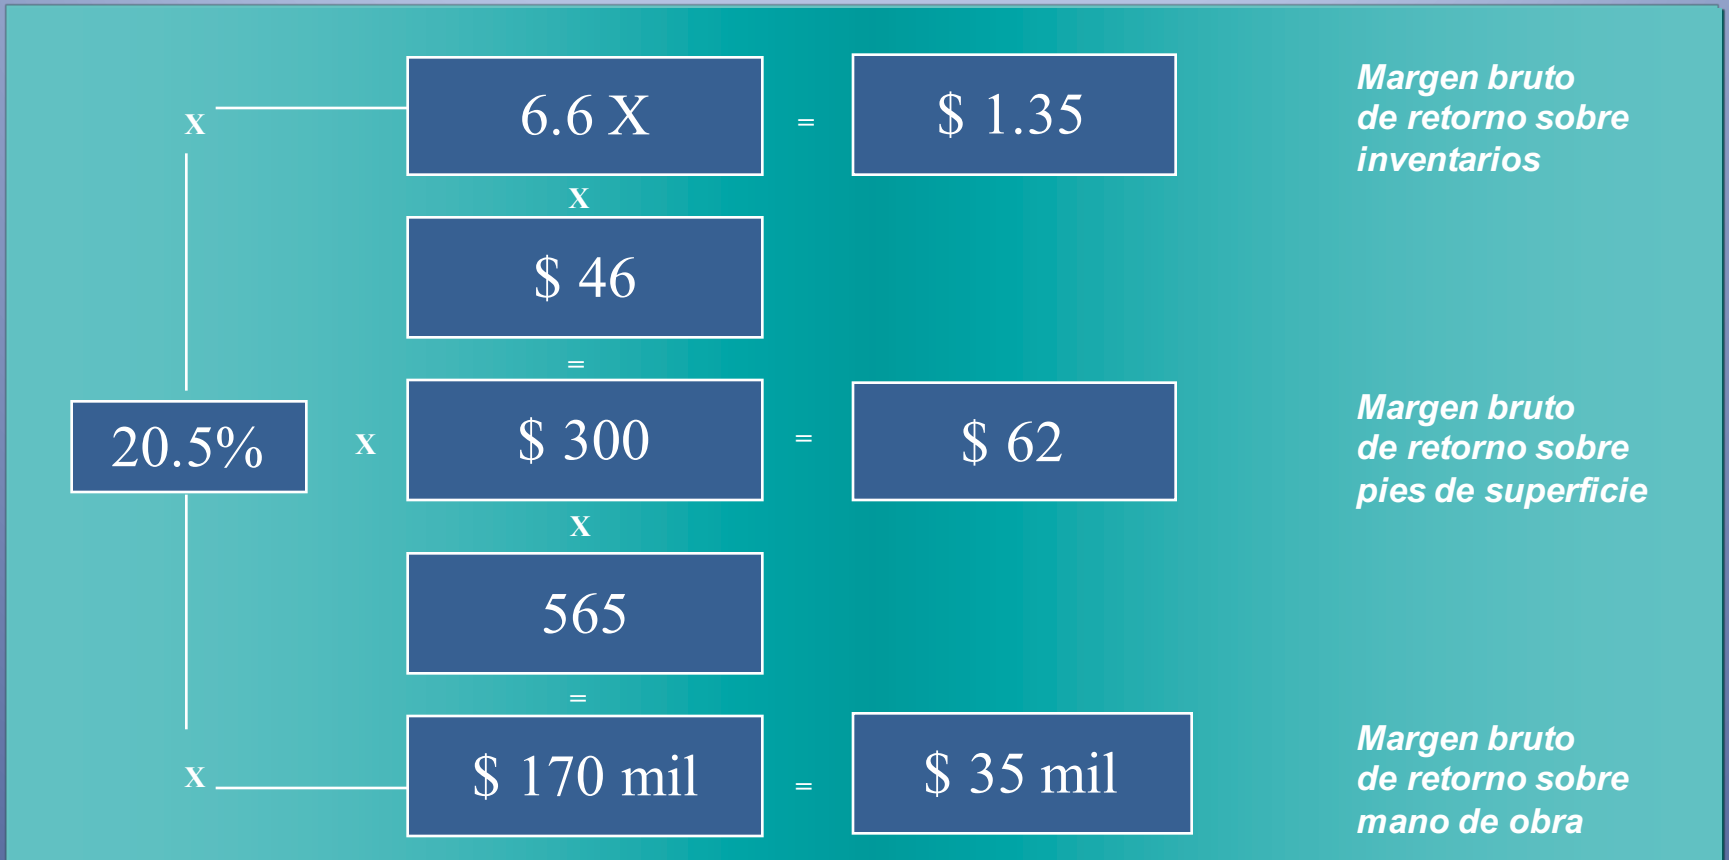 x
6.6 X
=
$ 1.35
Margen bruto
de retorno sobre
inventarios
x
$ 46
=
20.5%
x
$ 300
=
$ 62
Margen bruto
de retorno sobre
pies de superficie
x
565
=
x
$ 170 mil
=
$ 35 mil
Margen bruto
de retorno sobre
mano de obra